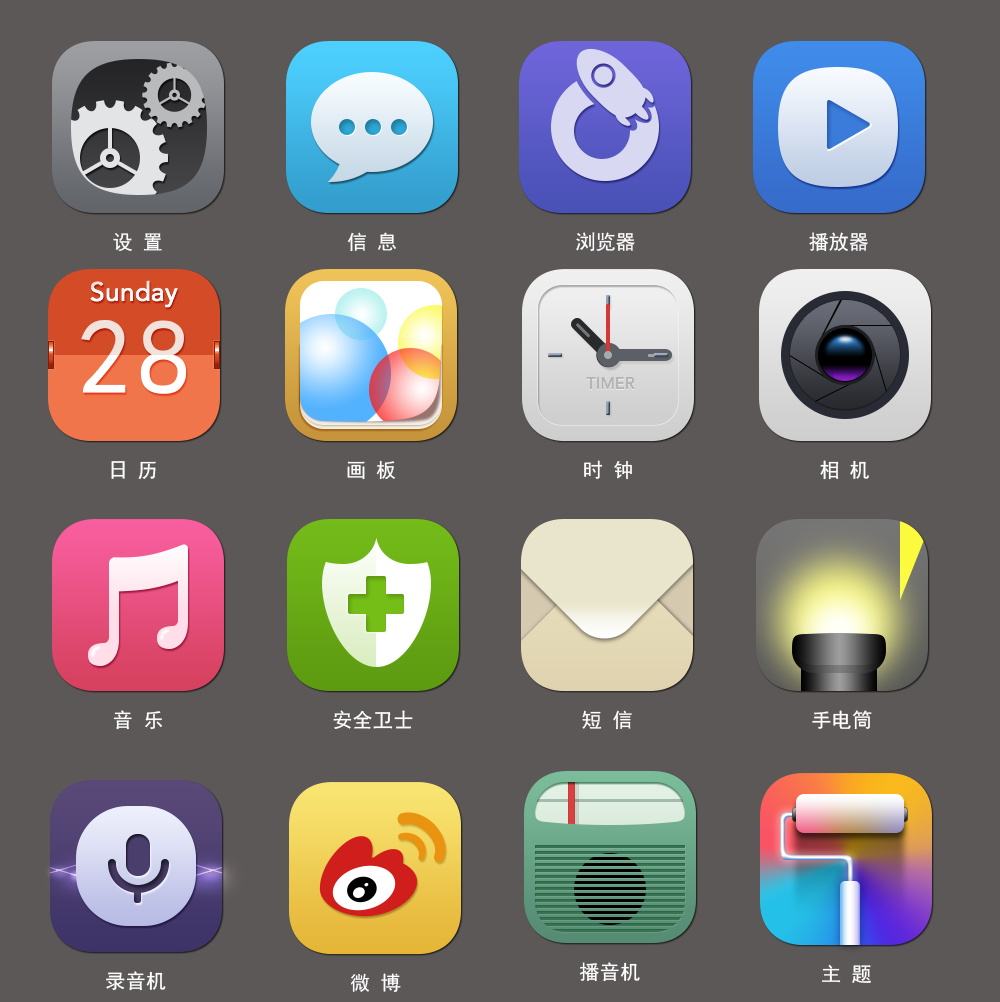 设 置
信 息
浏览器
播放器
Sunday
28
TIMER
日 历
画 板
时 钟
相 机
音 乐
安全卫士
短 信
手电筒
录音机
微 博
播音机
主 题